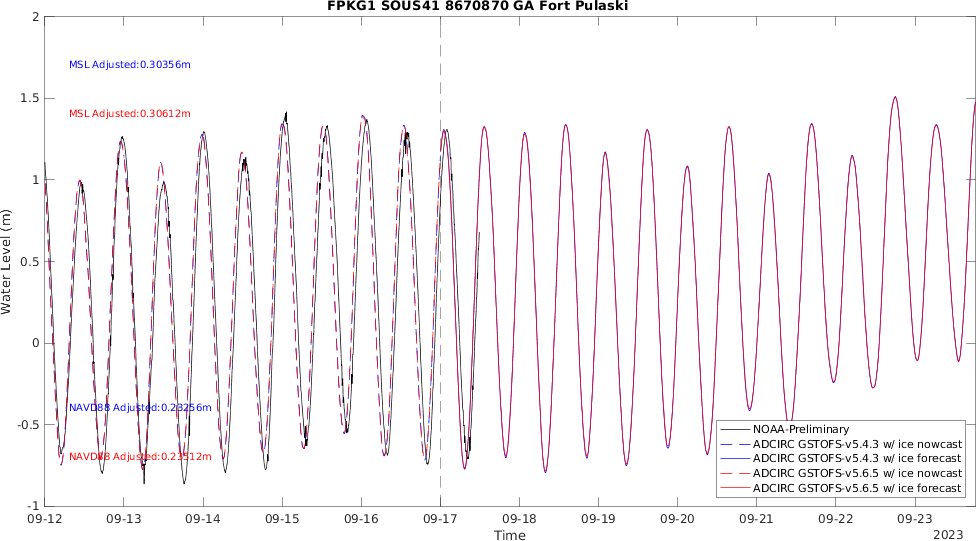 FPKG1 SOUS41 8670870 GA Fort Pulaski
2
MSL Adjusted:0.30356m
1.5
MSL Adjusted:0.30612m
1
Water Level (m)
0.5
0
NAVD88 Adjusted:0.23256m
-0.5
NAVD88 Adjusted:0.23512m
-1
NOAA-Preliminary
ADCIRC GSTOFS-v5.4.3 w/ ice nowcast
ADCIRC GSTOFS-v5.4.3 w/ ice forecast
ADCIRC GSTOFS-v5.6.5 w/ ice nowcast
ADCIRC GSTOFS-v5.6.5 w/ ice forecast
09-12 09-13 09-14 09-15 09-16 09-17 09-18 09-19 09-20 09-21 09-22 09-23
Time
2023